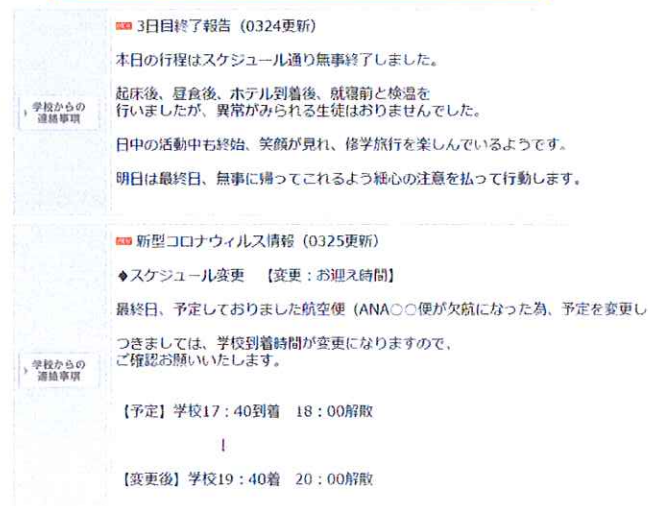 NEW 3日目終了報告（0324更新）
本日の行程はスケジュール通り無事終了しました。
起床後、昼食後、ホテル到着後、就寝前と検温を
行いましたが、異常がみられる生徒はおりませんでした。
学校からの
連絡事項
日中の活動中も終始、笑顔が見れ、修学旅行を楽しんでいるようです。
明日は最終日、無事に帰ってこれるよう細心の注意を払って行動します。
NEW 新型コロナウィルス情報（0325更新）
◆スケジュール変更　【変更：お迎え時間】
最終日、予定しておりました航空便（ANA○○便が欠航になった為、予定を変更し
つきましては、学校到着時間が変更になりますので、
ご確認お願いいたします。
学校からの
連絡事項
【予定】学校17：40到着　18：00解散
↓
【変更後】学校19：40着　20：00解散